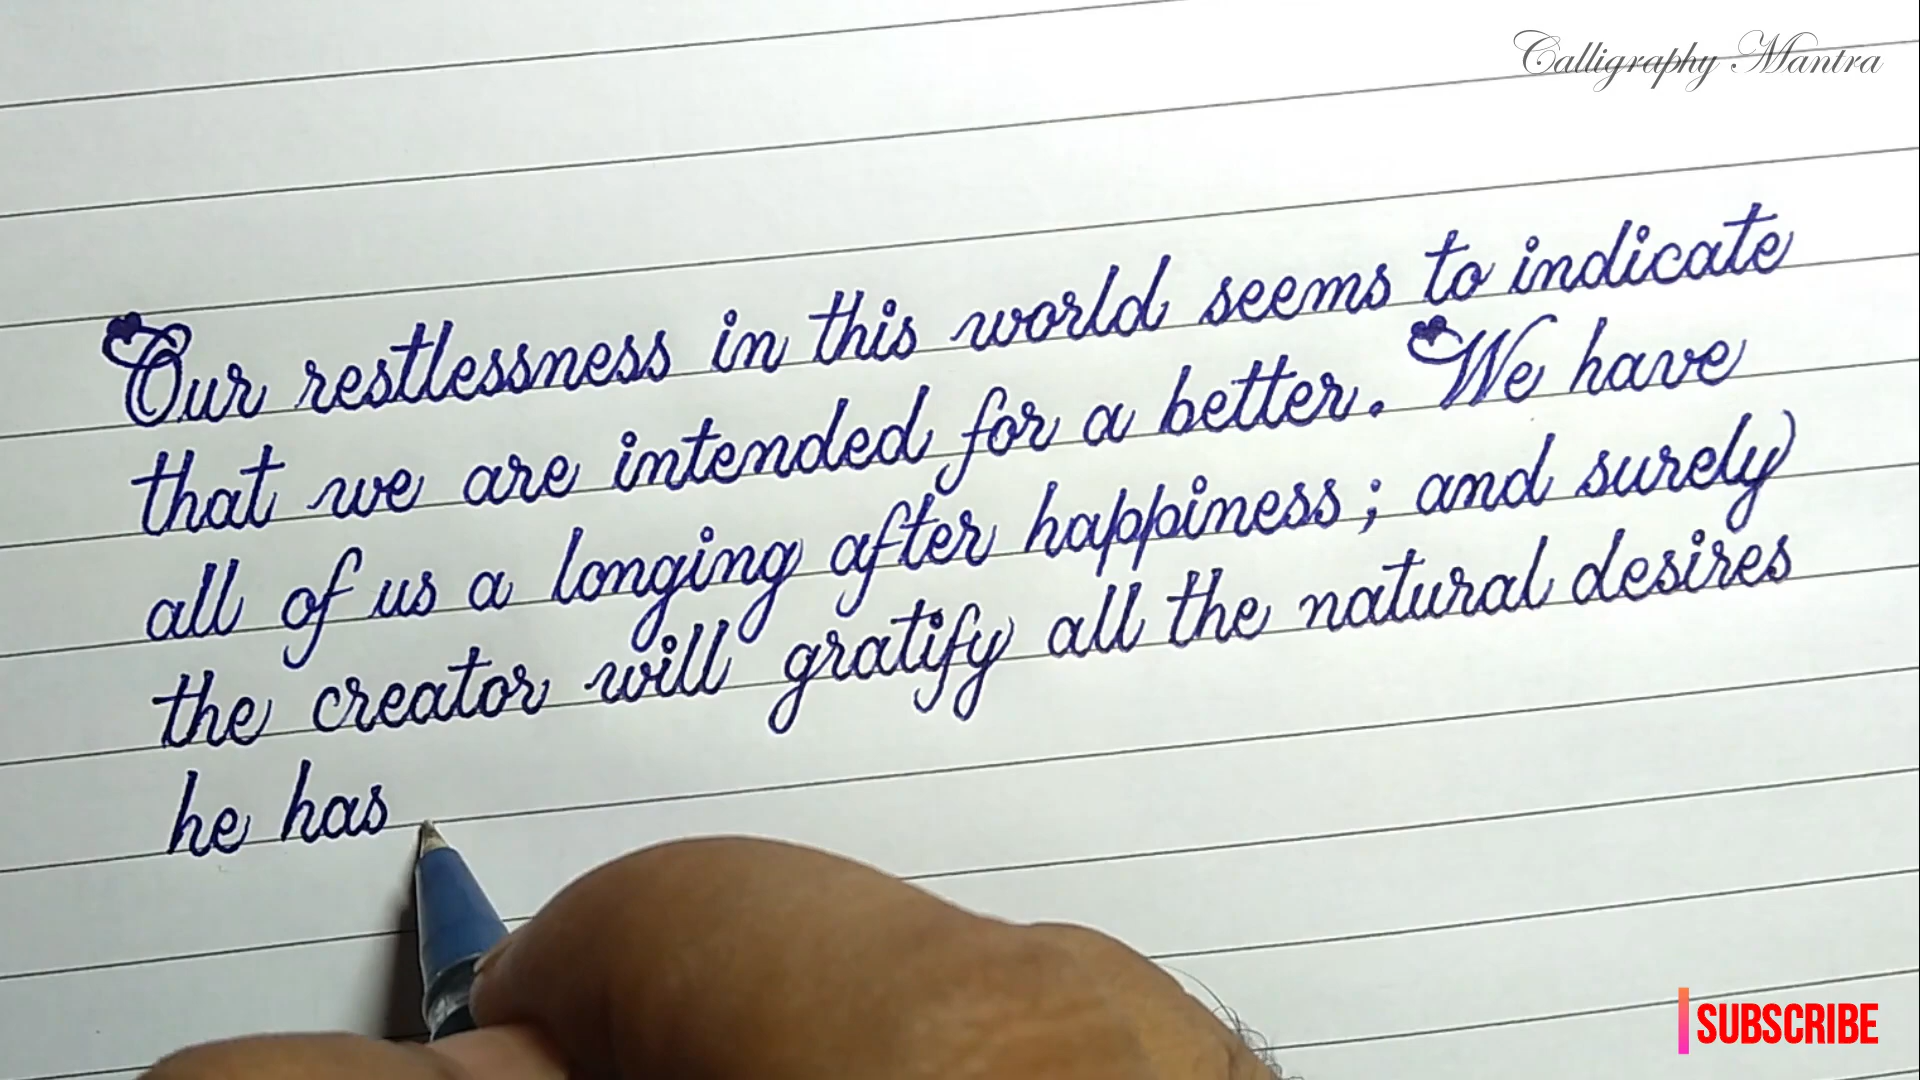 Calligraphy Mantra
Our restlessness in this world seems to indicate
that we are intended for a better. We have
all of us a longing after happiness; and surely
the creator will gratify all the natural desires
he has
SUBSCRIBE